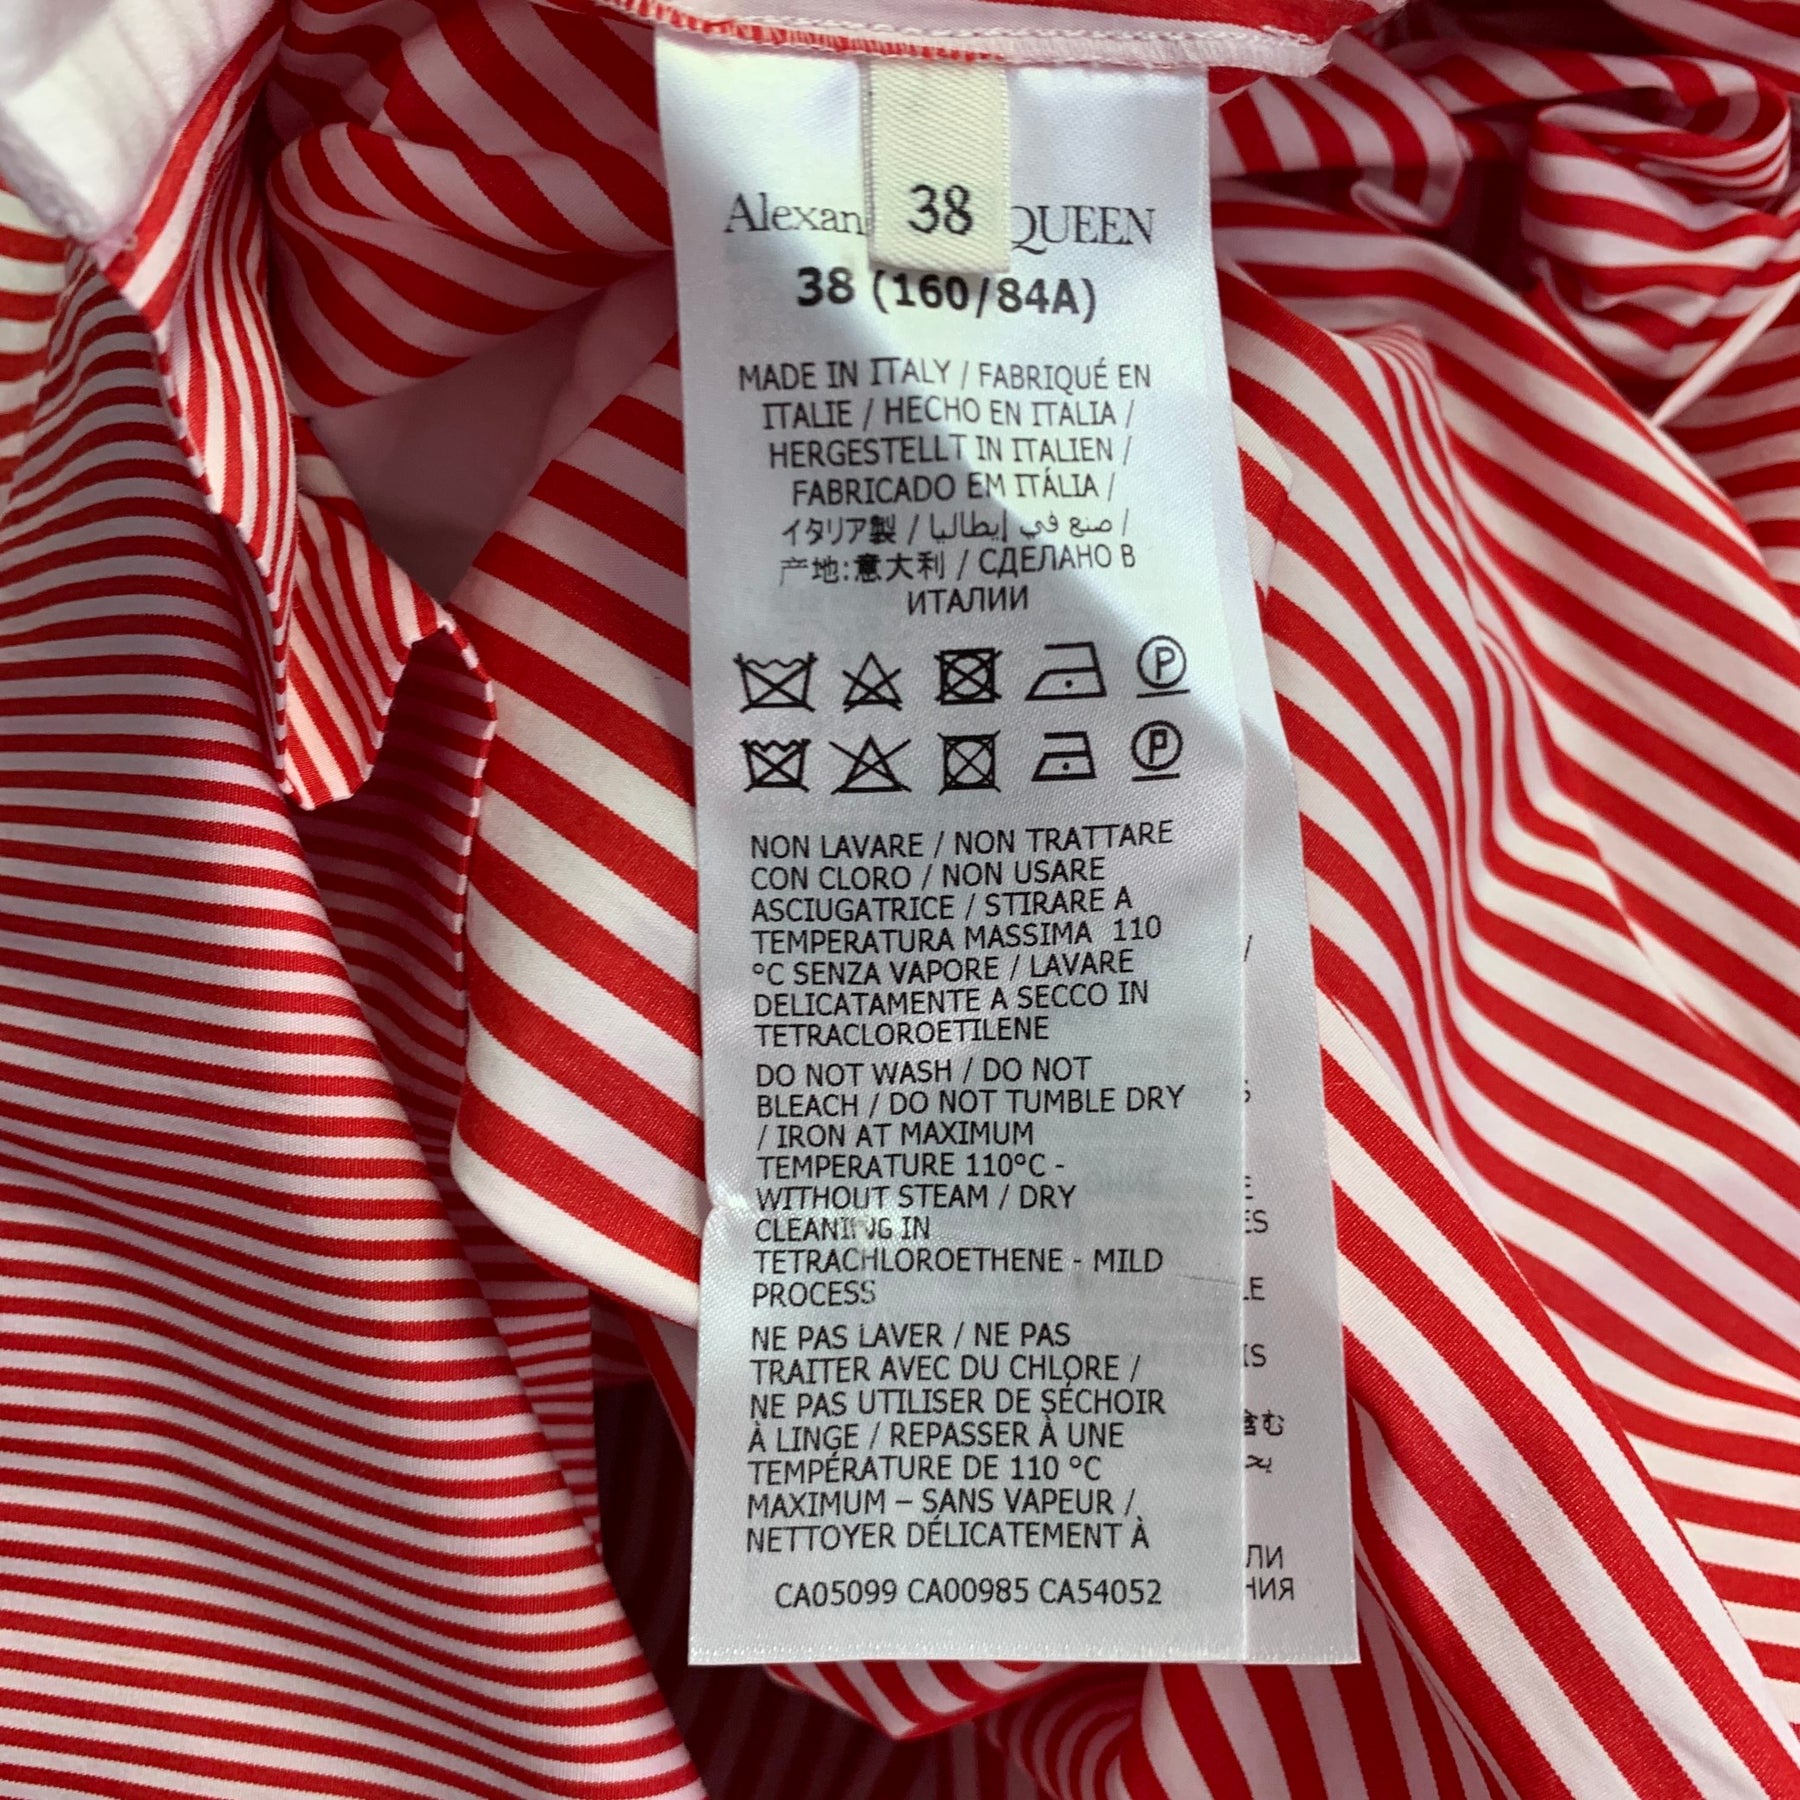 38
Alexan QUEEN
38 (160/84A)
MADE IN ITALY / FABRIQUÉ EN
ITALIE / HECHO EN ITALIA /
HERGESTELLT IN ITALIEN /
FABRICADO EM ITÁLIA /
イタリア製 / صنع في إيطاليا /
产地:意大利 / СДЕЛАНО В
ИТАЛИИ
P
P
NON LAVARE / NON TRATTARE
CON CLORO / NON USARE
ASCIUGATRICE / STIRARE A
TEMPERATURA MASSIMA 110
°C SENZA VAPORE / LAVARE
DELICATAMENTE A SECCO IN
TETRACLOROETILENE
DO NOT WASH / DO NOT
BLEACH / DO NOT TUMBLE DRY
/ IRON AT MAXIMUM
TEMPERATURE 110°C -
WITHOUT STEAM / DRY
CLEANING IN
TETRACHLOROETHENE - MILD
PROCESS
NE PAS LAVER / NE PAS
TRAITER AVEC DU CHLORE /
NE PAS UTILISER DE SÉCHOIR
À LINGE / REPASSER À UNE
TEMPÉRATURE DE 110 °C
MAXIMUM – SANS VAPEUR /
NETTOYER DÉLICATEMENT À
CA05099 CA00985 CA54052